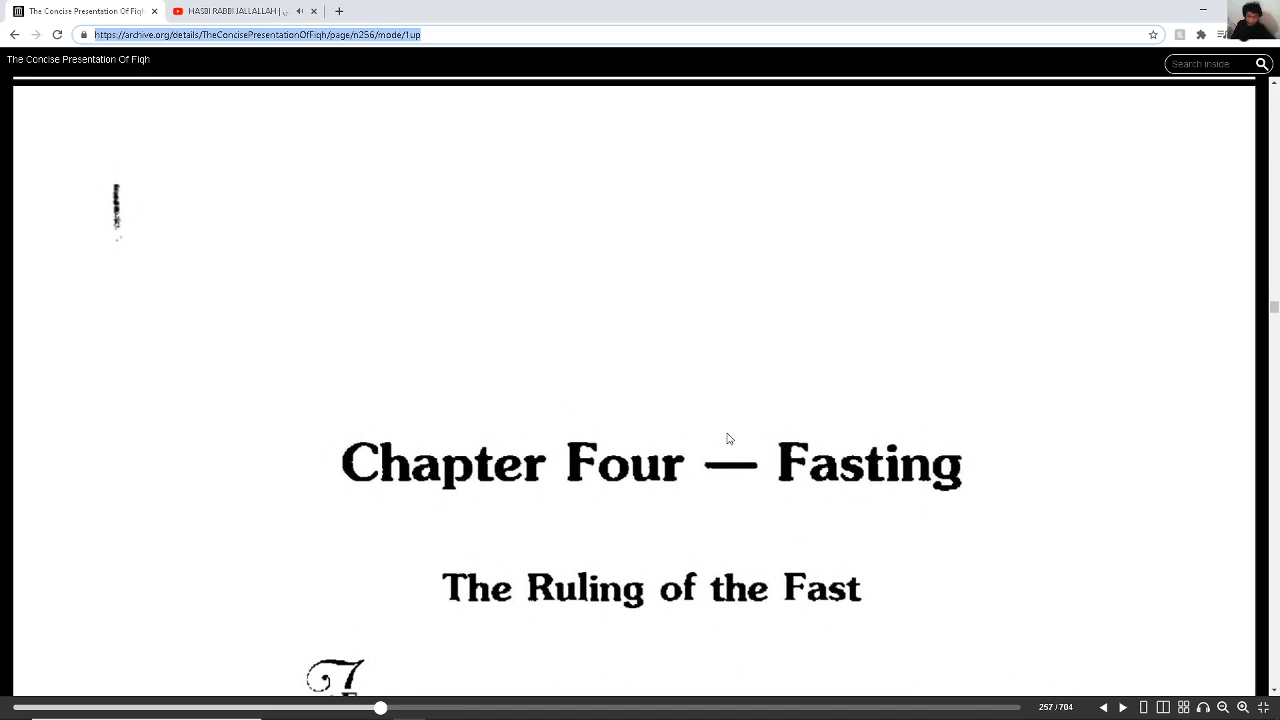 The Concise Presentation Of Fiqh
HASBI RABBI JALLALLAH |
https://archive.org/details/TheConcisePresentationOfFiqh/page/n256/mode/1up
The Concise Presentation Of Fiqh
Search inside
Chapter Four — Fasting
The Ruling of the Fast
257 / 704